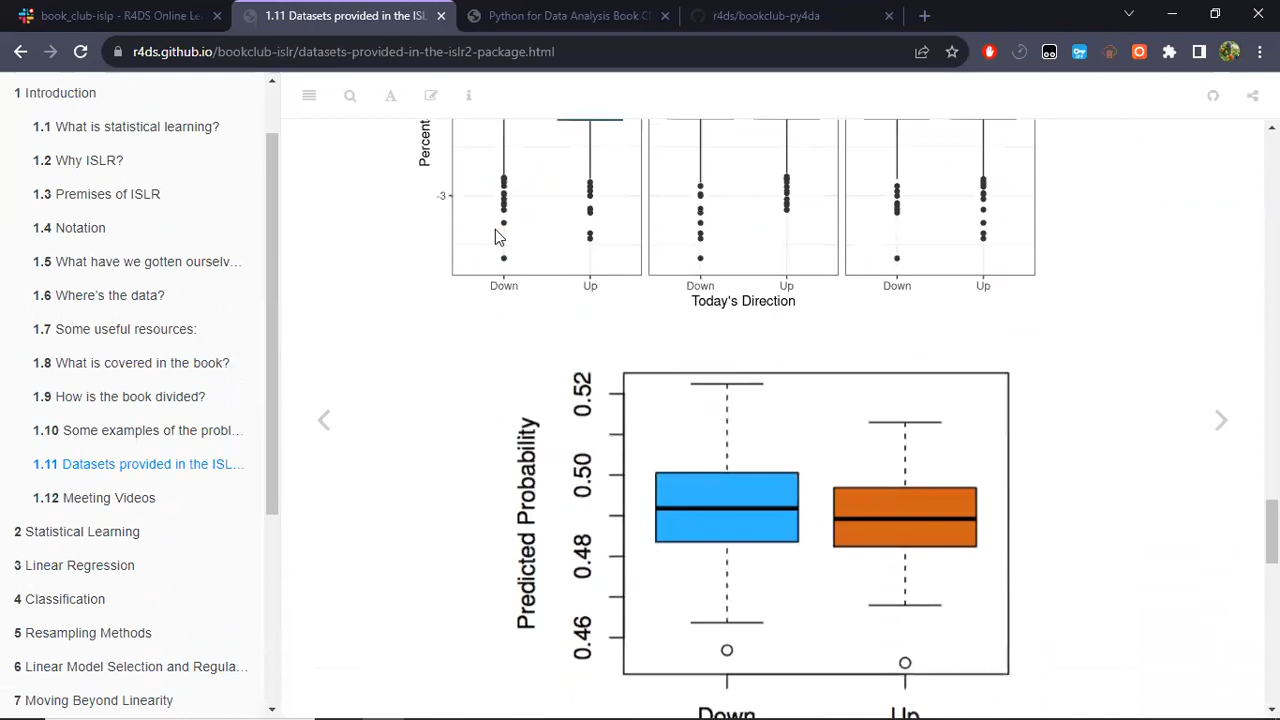 book_club-islp - R4DS Online Le
1.11 Datasets provided in the ISL
Python for Data Analysis Book Cl
r4ds/bookclub-py4da
r4ds.github.io/bookclub-islr/datasets-provided-in-the-islr2-package.html
1 Introduction
1.1 What is statistical learning?
1.2 Why ISLR?
1.3 Premises of ISLR
1.4 Notation
1.5 What have we gotten ourselv...
1.6 Where's the data?
1.7 Some useful resources:
1.8 What is covered in the book?
1.9 How is the book divided?
1.10 Some examples of the probl...
1.11 Datasets provided in the ISL...
1.12 Meeting Videos
2 Statistical Learning
3 Linear Regression
4 Classification
5 Resampling Methods
6 Linear Model Selection and Regula...
7 Moving Beyond Linearity
Percent
-3
Down Up Down Up Down Up
Today's Direction
Predicted Probability
0.52
0.50
0.48
0.46
Down Up